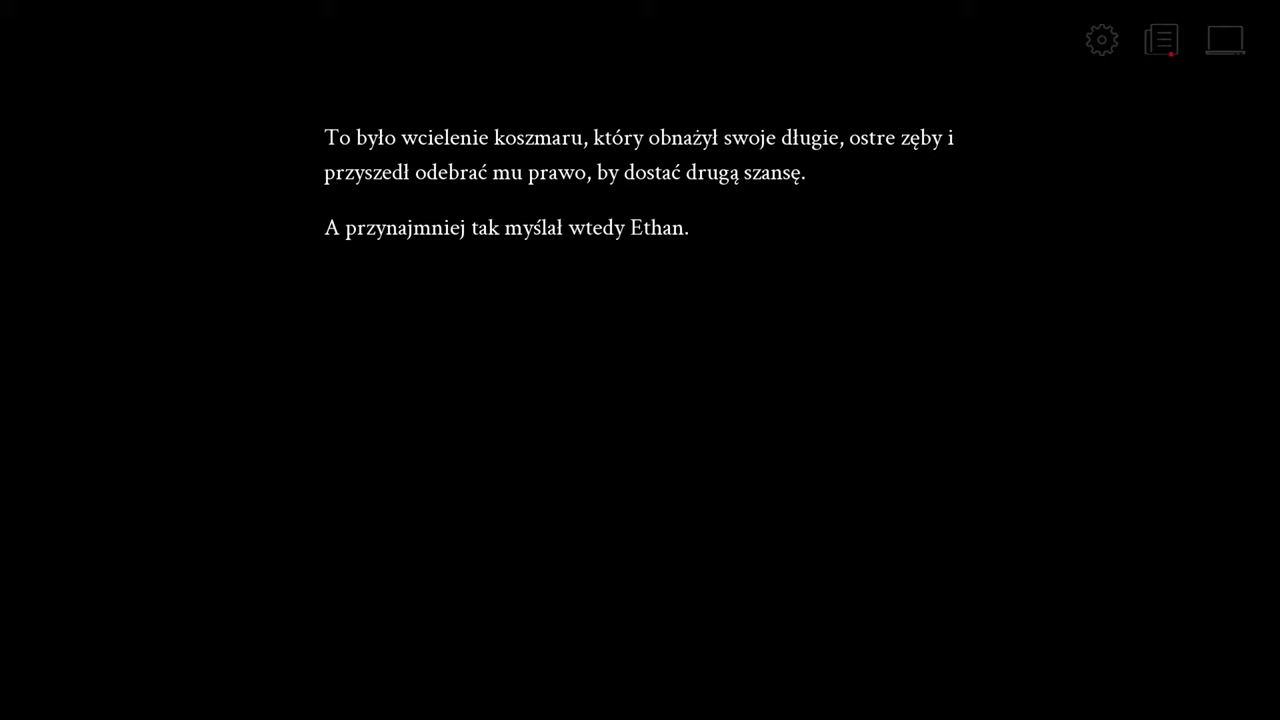 To było wcielenie koszmaru, który obnażył swoje długie, ostre zęby i
przyszedł odebrać mu prawo, by dostać drugą szansę.
A przynajmniej tak myślał wtedy Ethan.